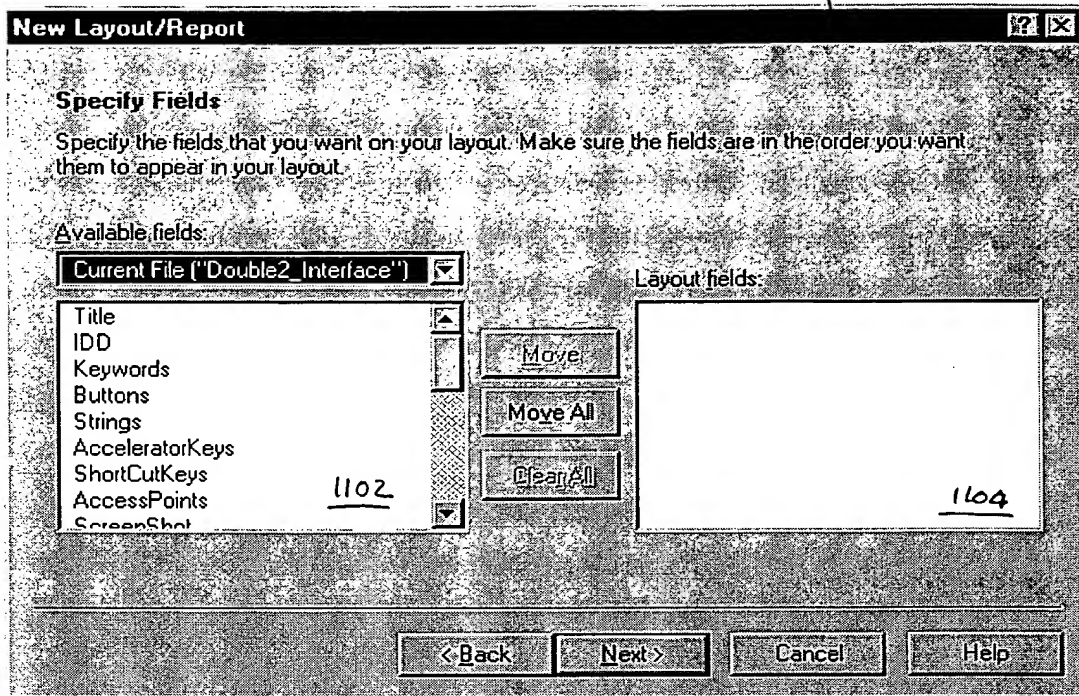 New Layout/Report
Specify Fields
Specify the fields that you want on your layout. Make sure the fields are in the order you want
them to appear in your layout.
Available fields:
Current File ("Double2_Interface")
Layout fields:
Title
IDD
Keywords
Buttons
Strings
AcceleratorKeys
ShortCutKeys
AccessPoints
ScreenShot
1102
Move
Move All
Clear All
1104
< Back
Next >
Cancel
Help